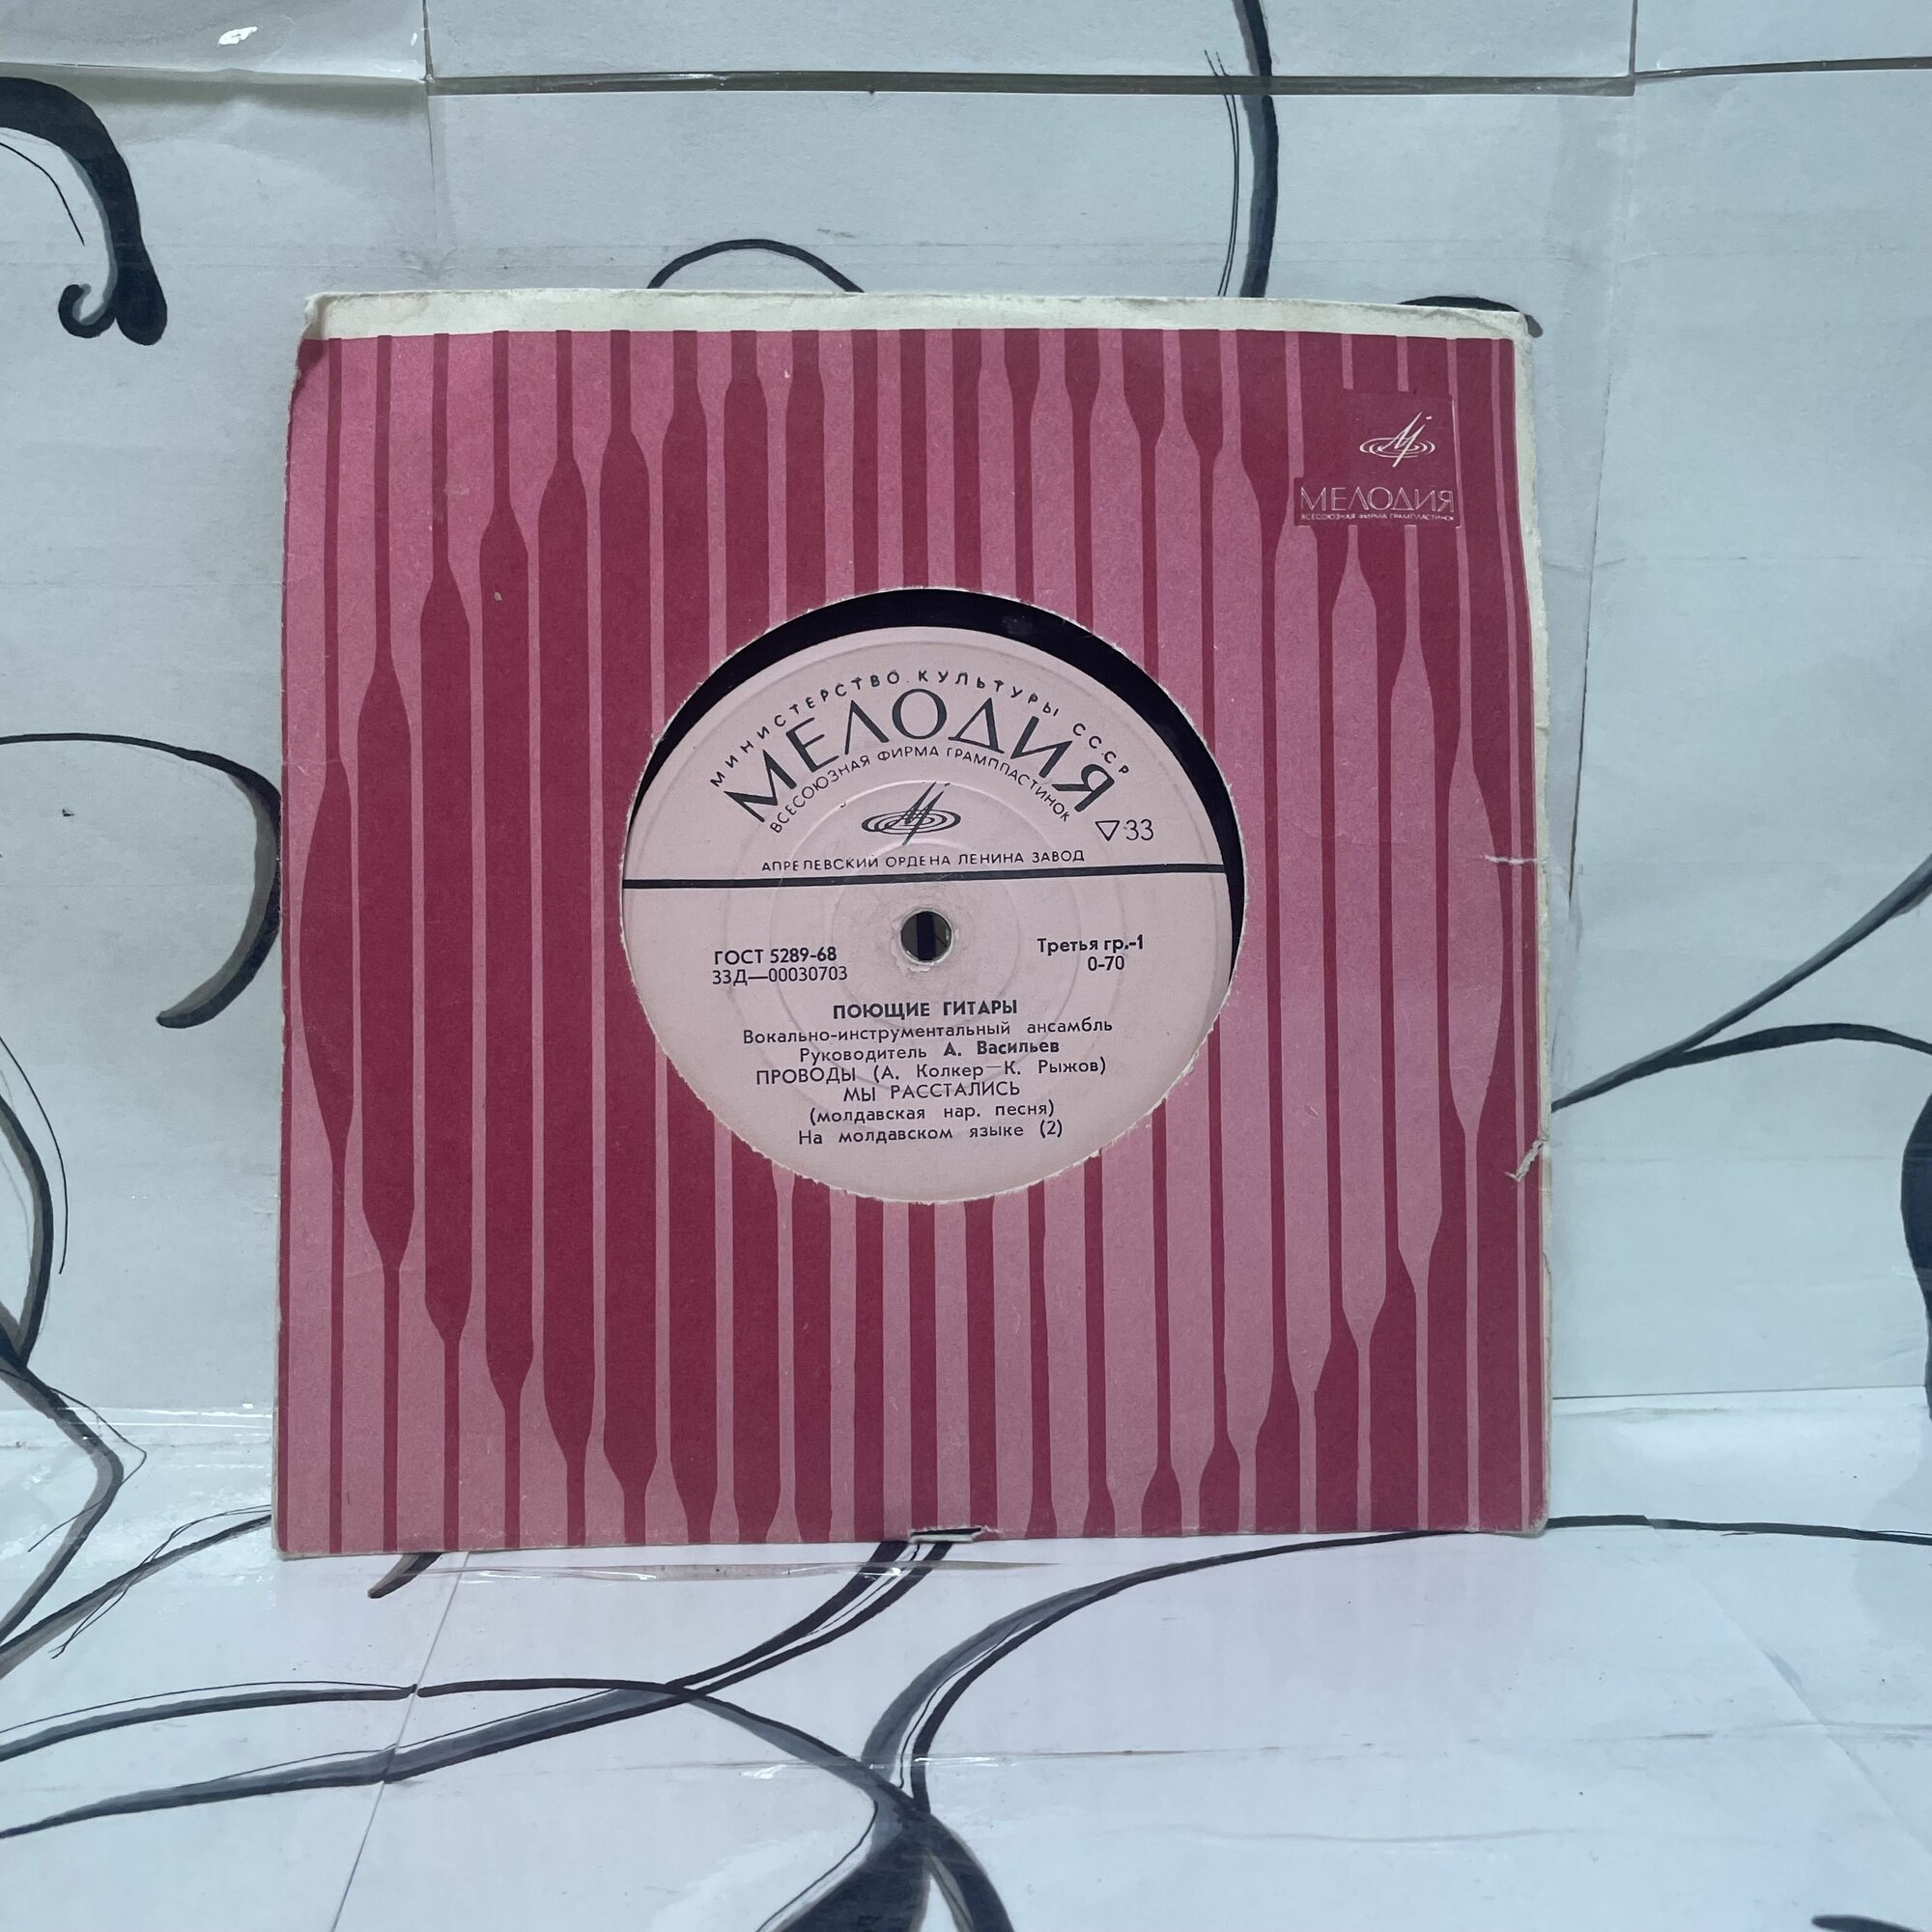 МЕЛОДИЯ
ВСЕСОЮЗНАЯ ФИРМА ГРАМПЛАСТИНОК
МИНИСТЕРСТВО КУЛЬТУРЫ СССР
МЕЛОДИЯ
ВСЕСОЮЗНАЯ ФИРМА ГРАМПЛАСТИНОК
33
АПРЕЛЕВСКИЙ ОРДЕНА ЛЕНИНА ЗАВОД
ГОСТ 5289-68
33Д—00030703
Третья гр.-1
0-70
ПОЮЩИЕ ГИТАРЫ
Вокально-инструментальный ансамбль
Руководитель А. Васильев
ПРОВОДЫ (А. Колкер—К. Рыжов)
МЫ РАССТАЛИСЬ
(молдавская нар. песня)
На молдавском языке (2)